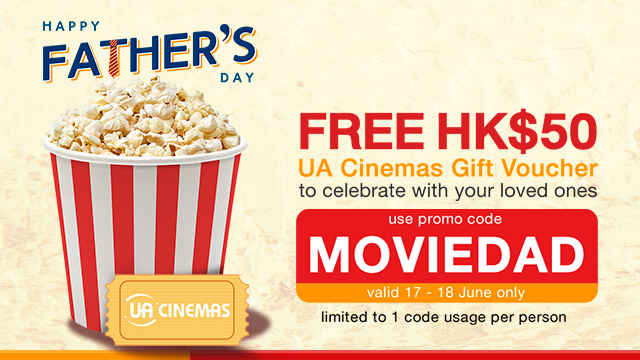 HAPPY
FATHER'S
DAY
FREE HK$50
UA Cinemas Gift Voucher
to celebrate with your loved ones
use promo code
MOVIEDAD
valid 17 - 18 June only
limited to 1 code usage per person
UA CINEMAS